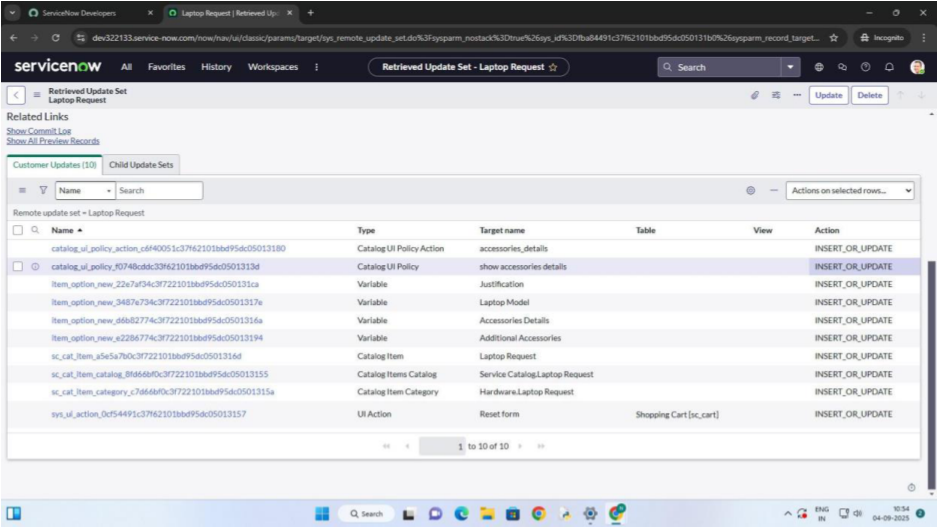 ServiceNow Developers
Laptop Request | Retrieved Upd
dev322133.service-now.com/now/nav/ui/classic/params/target/sys_remote_update_set.do%3Fsysparm_nostack%3Dtrue%26sys_id%3Dfba84491c37f62101bbd95dc050131b0%26sysparm_record_target...
Incognito
servicenow All Favorites History Workspaces Retrieved Update Set - Laptop Request Search
Retrieved Update Set
Laptop Request
Update Delete
Related Links
Show Commit Log
Show All Preview Records
Customer Updates (10) Child Update Sets
Name Search Actions on selected rows...
Remote update set = Laptop Request
Name Type Target name Table View Action
catalog_ui_policy_action_c6f40051c37f62101bbd95dc05013180 Catalog UI Policy Action accessories_details INSERT_OR_UPDATE
catalog_ui_policy_f0748cddc33f62101bbd95dc0501313d Catalog UI Policy show accessories details INSERT_OR_UPDATE
item_option_new_22e7af34c3f722101bbd95dc050131ca Variable Justification INSERT_OR_UPDATE
item_option_new_3487e734c3f722101bbd95dc0501317e Variable Laptop Model INSERT_OR_UPDATE
item_option_new_d6b82774c3f722101bbd95dc0501316a Variable Accessories Details INSERT_OR_UPDATE
item_option_new_e2286774c3f722101bbd95dc05013194 Variable Additional Accessories INSERT_OR_UPDATE
sc_cat_item_a5e5a7b0c3f722101bbd95dc0501316d Catalog Item Laptop Request INSERT_OR_UPDATE
sc_cat_item_catalog_8fd66bf0c3f722101bbd95dc05013155 Catalog Items Catalog Service Catalog.Laptop Request INSERT_OR_UPDATE
sc_cat_item_category_c7d66bf0c3f722101bbd95dc0501315a Catalog Item Category Hardware.Laptop Request INSERT_OR_UPDATE
sys_ui_action_0cf54491c37f62101bbd95dc05013157 UI Action Reset form Shopping Cart [sc_cart] INSERT_OR_UPDATE
1 to 10 of 10
Search
ENG
IN
10:54
04-09-2025
2